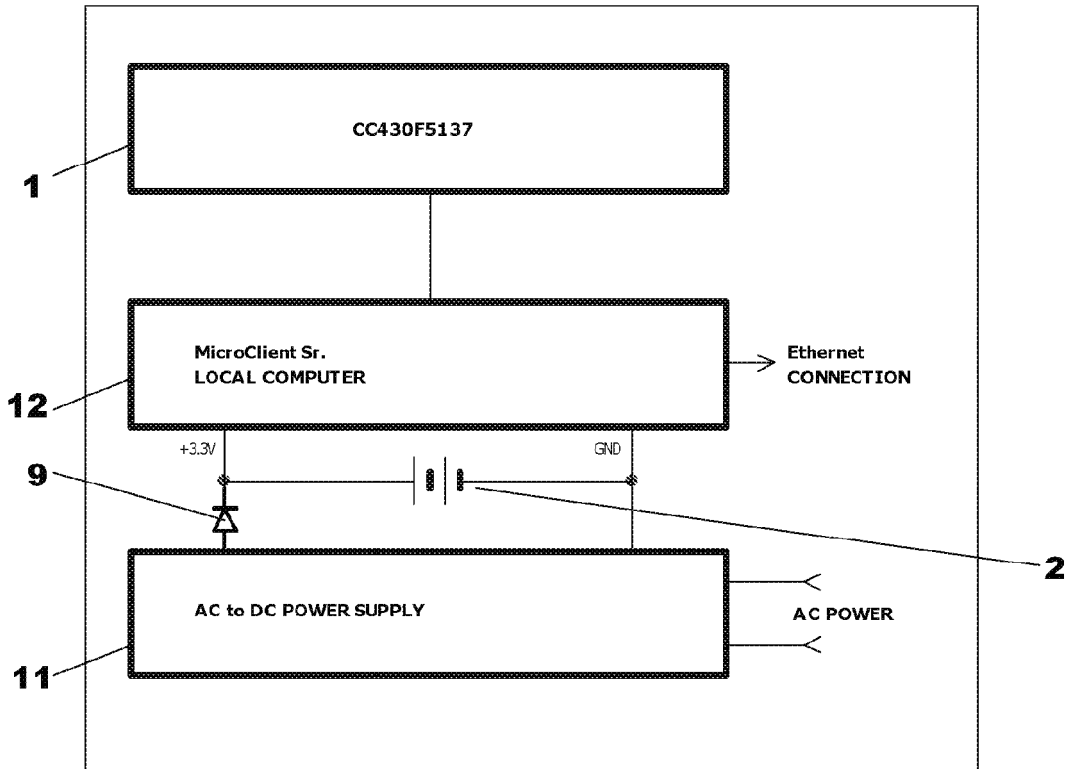 CC430F5137
1
MicroClient Sr.
LOCAL COMPUTER
Ethernet
CONNECTION
12
+3.3V
GND
9
2
AC to DC POWER SUPPLY
AC POWER
11